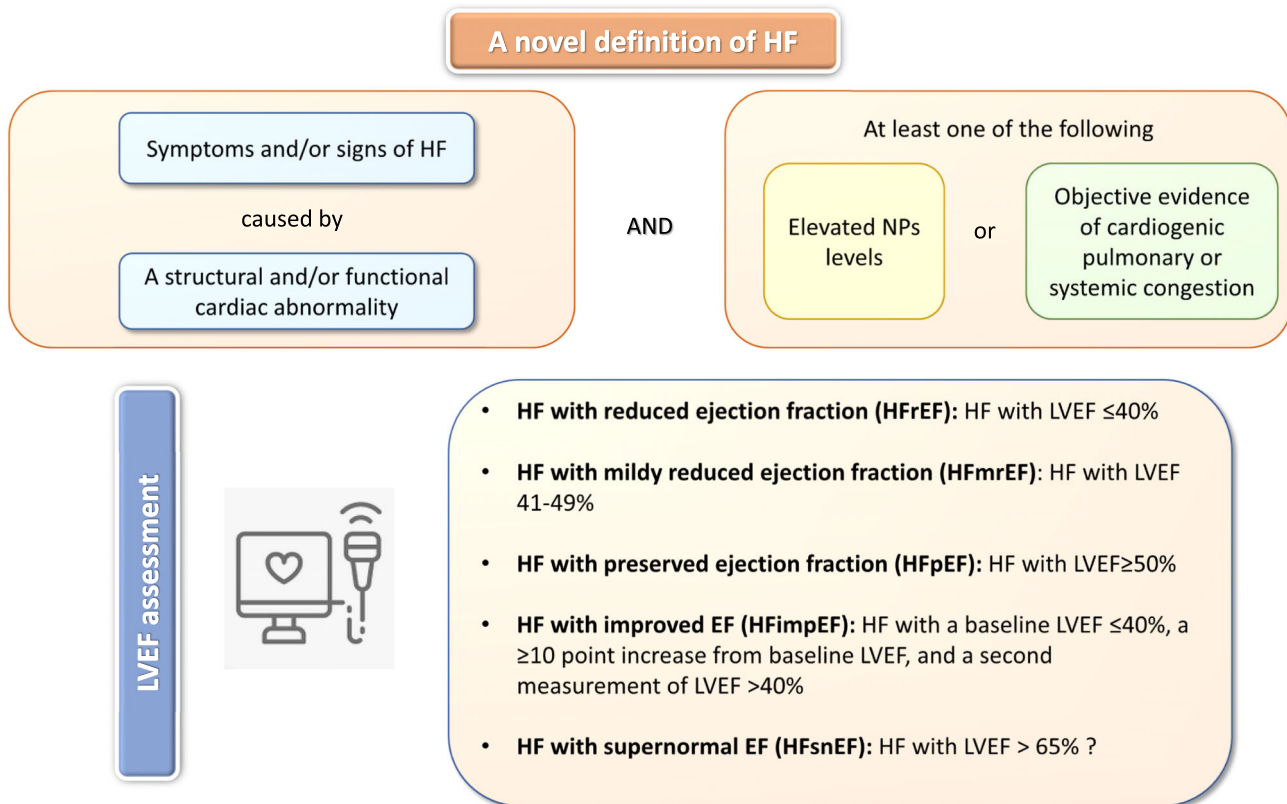 A novel definition of HF
Symptoms and/or signs of HF
caused by
A structural and/or functional
cardiac abnormality
AND
At least one of the following
Elevated NPs
levels
or
Objective evidence
of cardiogenic
pulmonary or
systemic congestion
LVEF assessment
• HF with reduced ejection fraction (HFrEF): HF with LVEF ≤40%
• HF with mildy reduced ejection fraction (HFmrEF): HF with LVEF
41-49%
• HF with preserved ejection fraction (HFpEF): HF with LVEF≥50%
• HF with improved EF (HFimpEF): HF with a baseline LVEF ≤40%, a
≥10 point increase from baseline LVEF, and a second
measurement of LVEF >40%
• HF with supernormal EF (HFsnEF): HF with LVEF > 65% ?